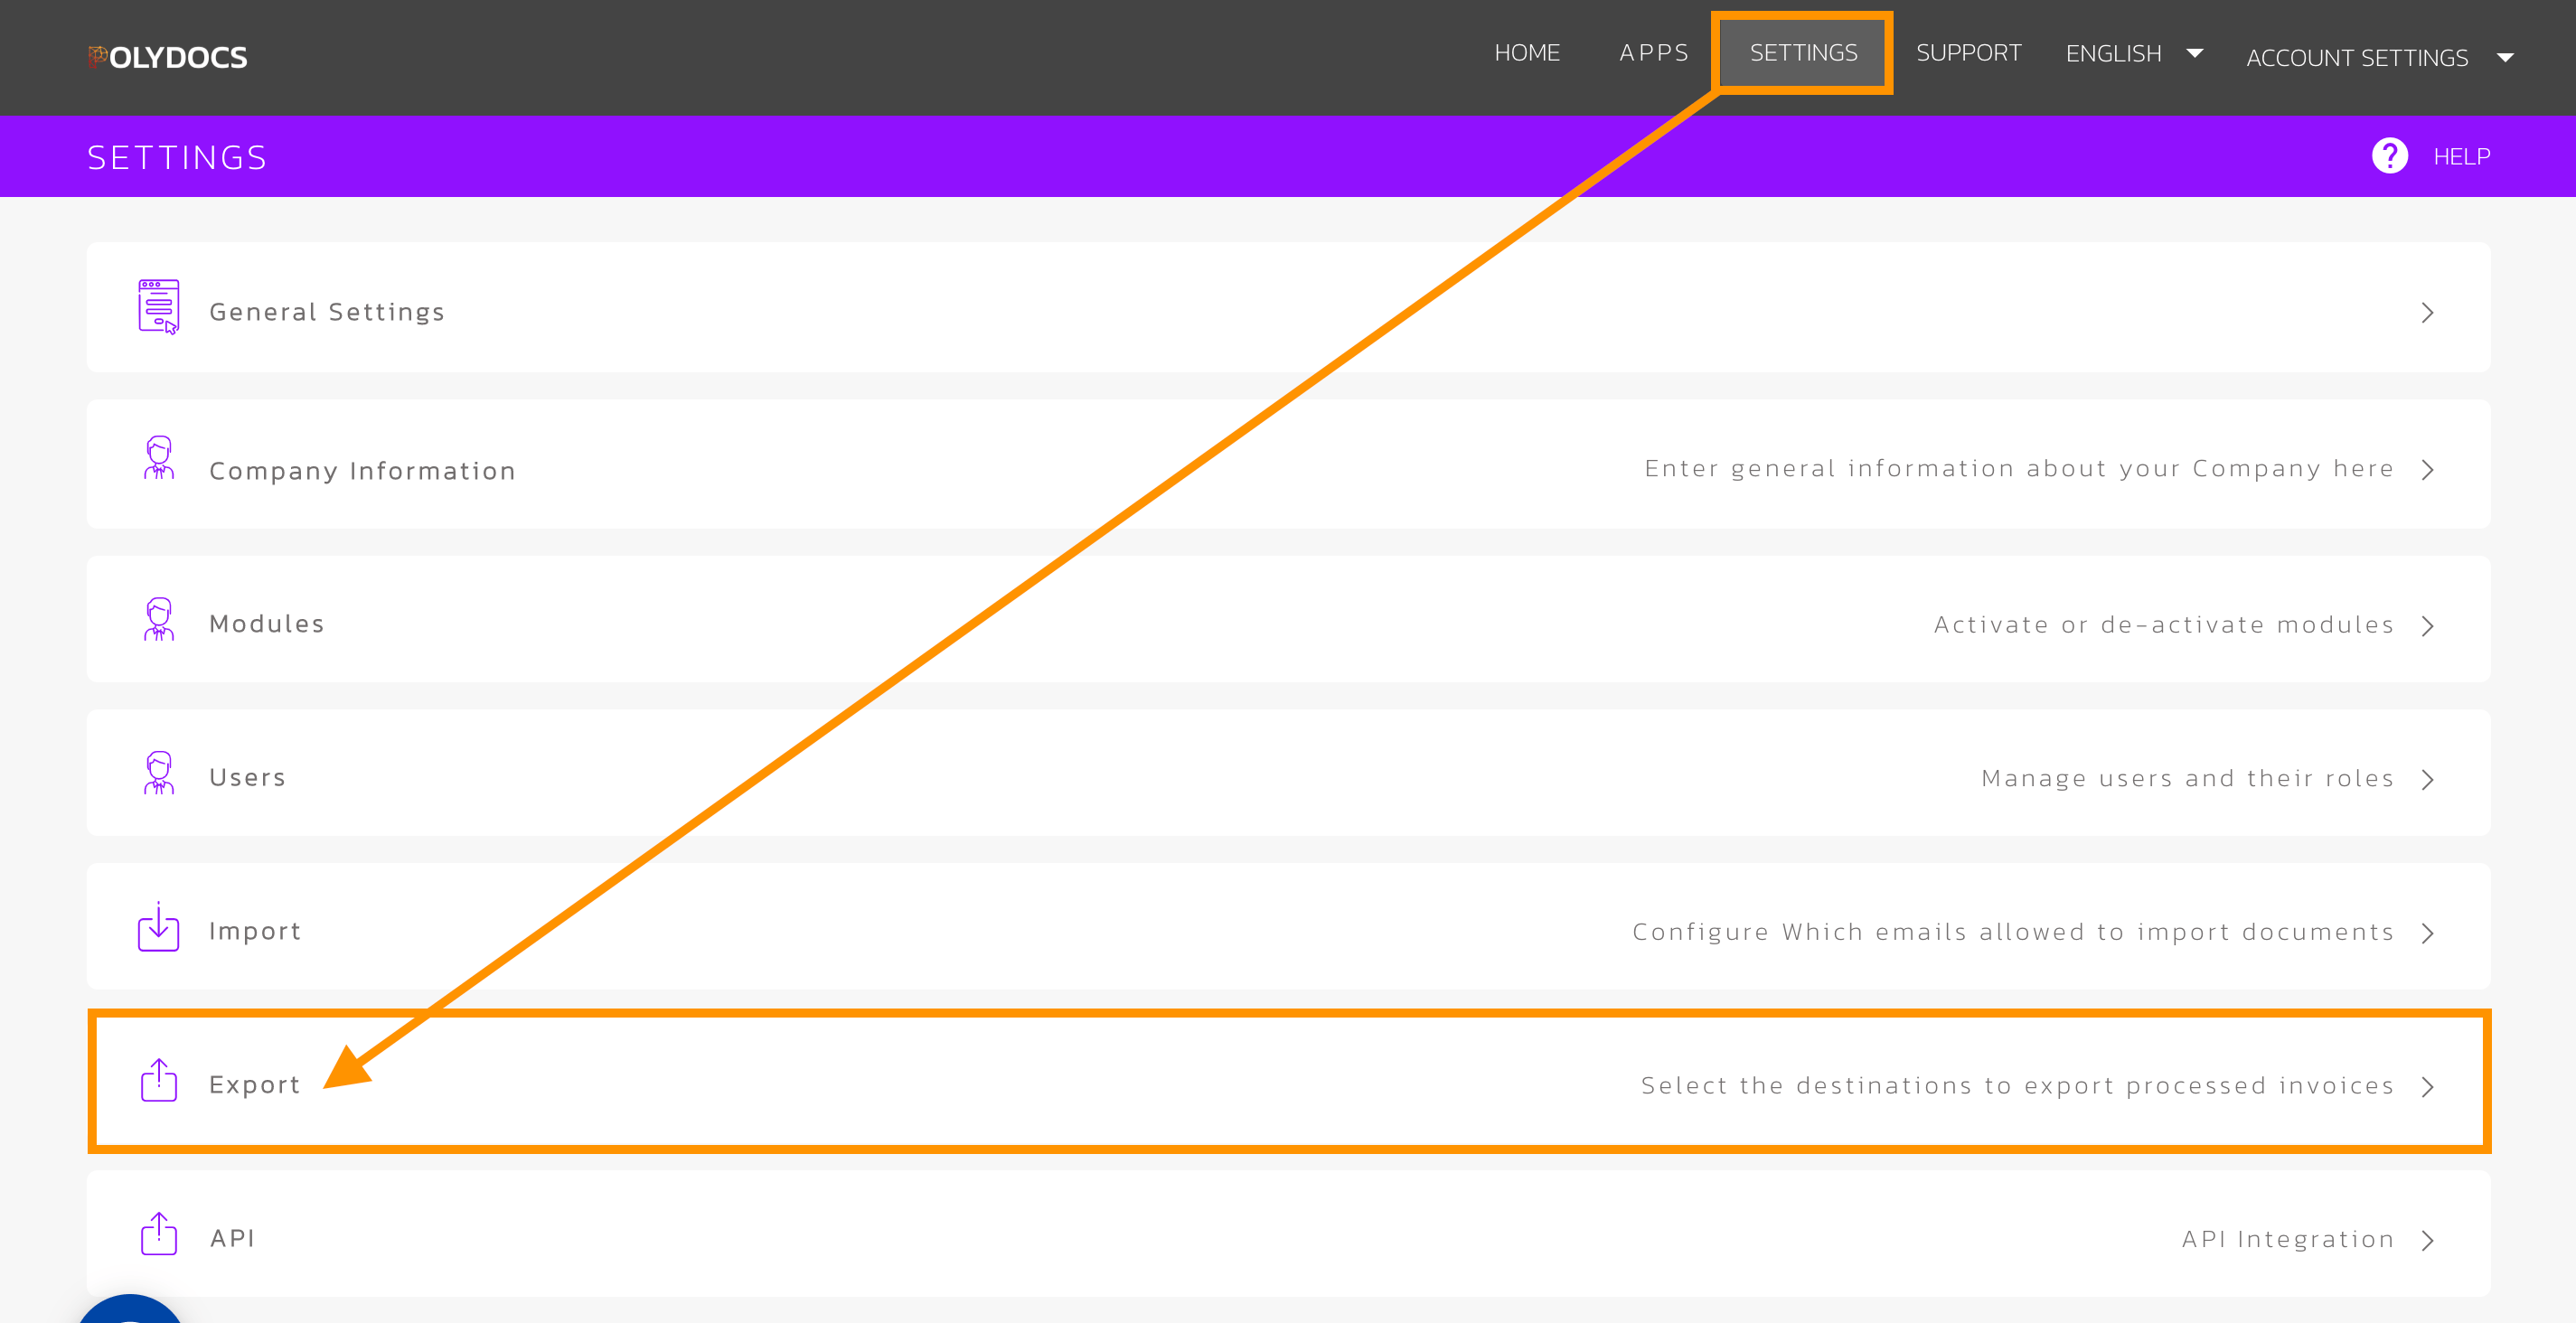 POLYDOCS
HOME APPS SETTINGS SUPPORT ENGLISH ACCOUNT SETTINGS
SETTINGS
? HELP
General Settings
Company Information Enter general information about your Company here
Modules Activate or de-activate modules
Users Manage users and their roles
Import Configure Which emails allowed to import documents
Export Select the destinations to export processed invoices
API API Integration